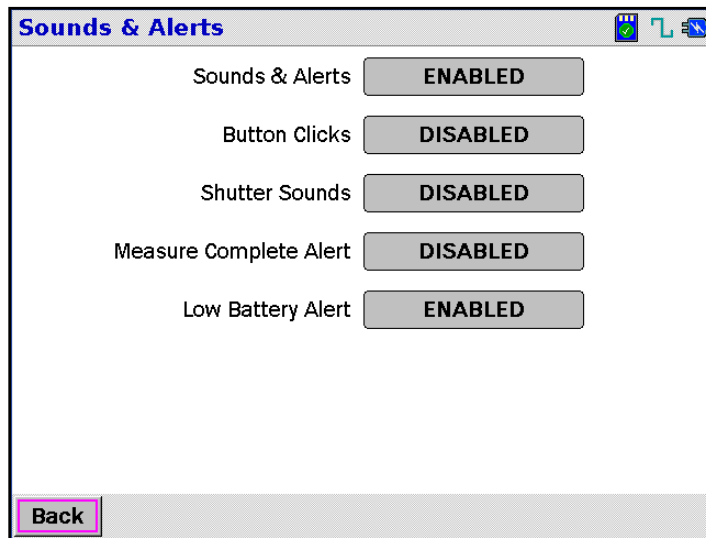 Sounds & Alerts
Sounds & Alerts ENABLED
Button Clicks DISABLED
Shutter Sounds DISABLED
Measure Complete Alert DISABLED
Low Battery Alert ENABLED
Back